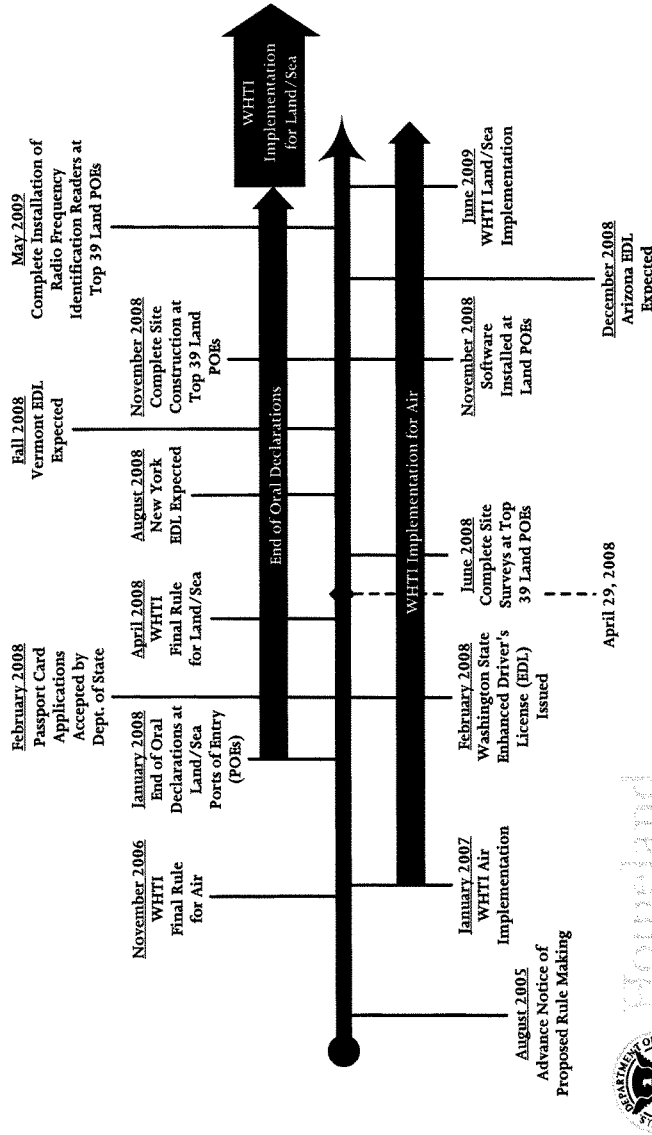 November 2006
WHTI
Final Rule
for Air
January 2008
End of Oral
Declarations at
Land/Sea
Ports of Entry
(POEs)
February 2008
Passport Card
Applications
Accepted by
Dept. of State
April 2008
WHTI
Final Rule
for Land/Sea
August 2008
New York
EDL Expected
Fall 2008
Vermont EDL
Expected
November 2008
Complete Site
Construction at
Top 39 Land
POEs
May 2009
Complete Installation of
Radio Frequency
Identification Readers at
Top 39 Land POEs
End of Oral Declarations
WHTI
Implementation
for Land/Sea
WHTI Implementation for Air
August 2005
Advance Notice of
Proposed Rule Making
January 2007
WHTI Air
Implementation
February 2008
Washington State
Enhanced Driver's
License (EDL)
Issued
April 29, 2008
June 2008
Complete Site
Surveys at Top
39 Land POEs
November 2008
Software
Installed at
Land POEs
December 2008
Arizona EDL
Expected
June 2009
WHTI Land/Sea
Implementation
Homeland